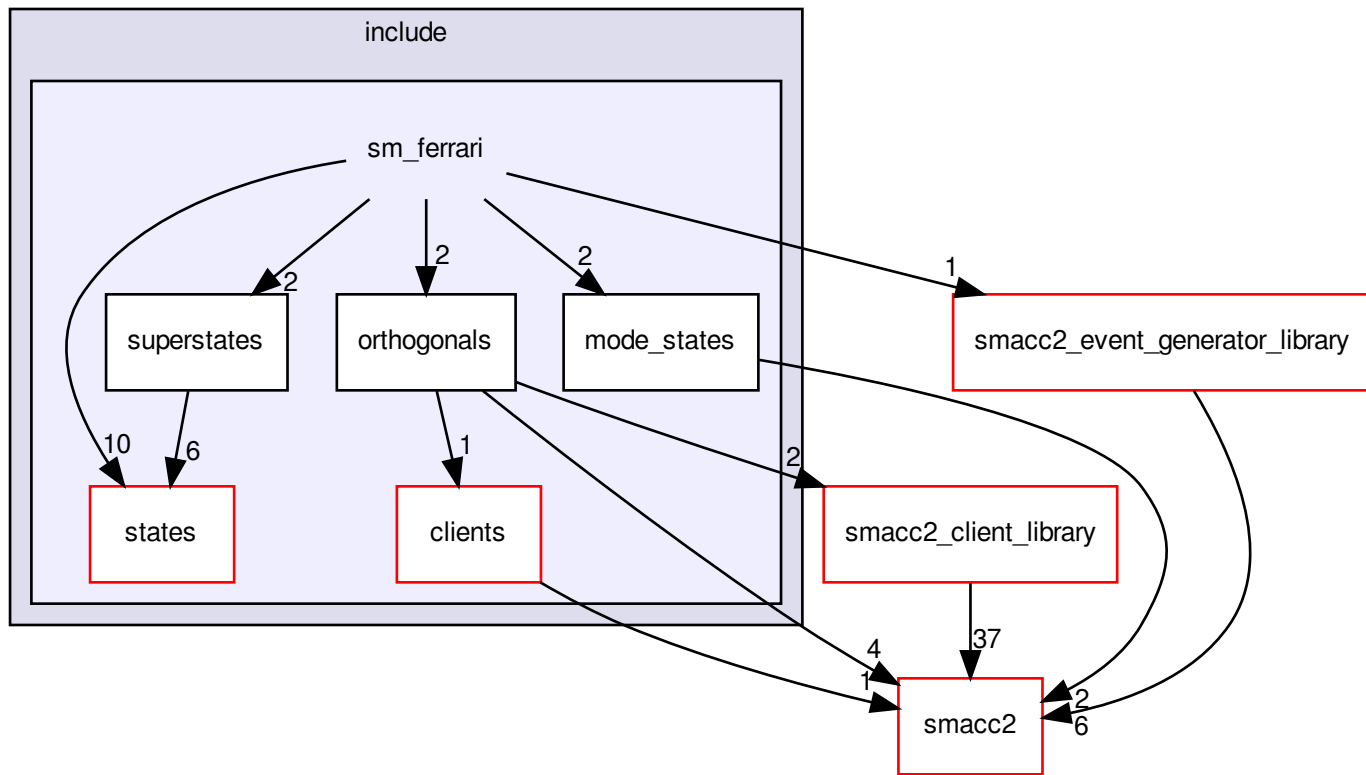 include
sm_ferrari
2
2
2
1
superstates
orthogonals
mode_states
smacc2_event_generator_library
10
6
1
2
states
clients
smacc2_client_library
4
1
37
2
6
smacc2